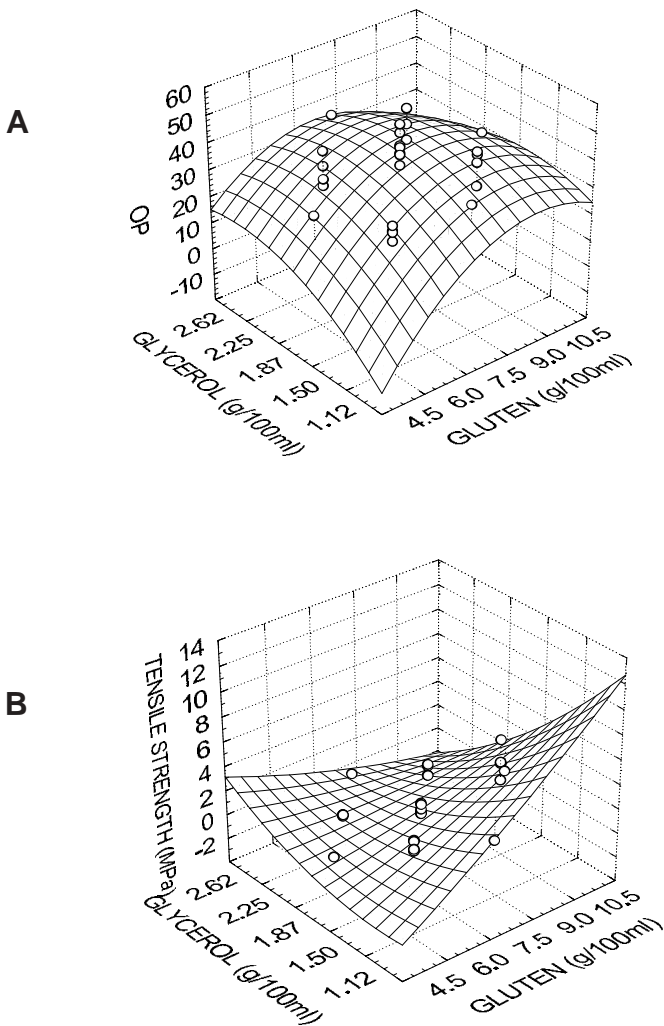 A
60
50
40
30
20
10
0
-10
OP
2.62
2.25
1.87
1.50
1.12
GLYCEROL (g/100ml)
4.5 6.0 7.5 9.0 10.5
GLUTEN (g/100ml)
B
14
12
10
8
6
4
2
0
-2
TENSILE STRENGTH (MPa)
2.62
2.25
1.87
1.50
1.12
GLYCEROL (g/100ml)
4.5 6.0 7.5 9.0 10.5
GLUTEN (g/100ml)